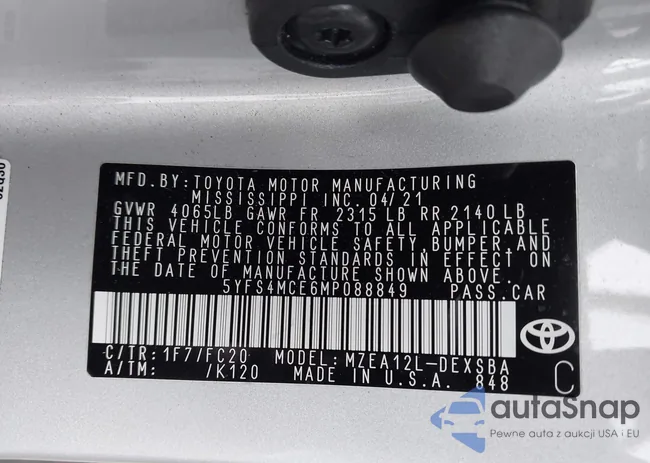 MFD.BY:TOYOTA MOTOR MANUFACTURING
MISSISSIPPI INC. 04/21
GVWR 4065LB GAWR FR 2315 LB RR 2140 LB
THIS VEHICLE CONFORMS TO ALL APPLICABLE
FEDERAL MOTOR VEHICLE SAFETY, BUMPER AND
THEFT PREVENTION STANDARDS IN EFFECT ON
THE DATE OF MANUFACTURE SHOWN ABOVE.
5YFS4MCE6MP088849 PASS.CAR
C/TR: 1F7/FC20 MODEL: MZEA12L-DEXSBA
A/TM: /K120 MADE IN U.S.A. 848
C
autaSnap
Pewne auta z aukcji USA i EU